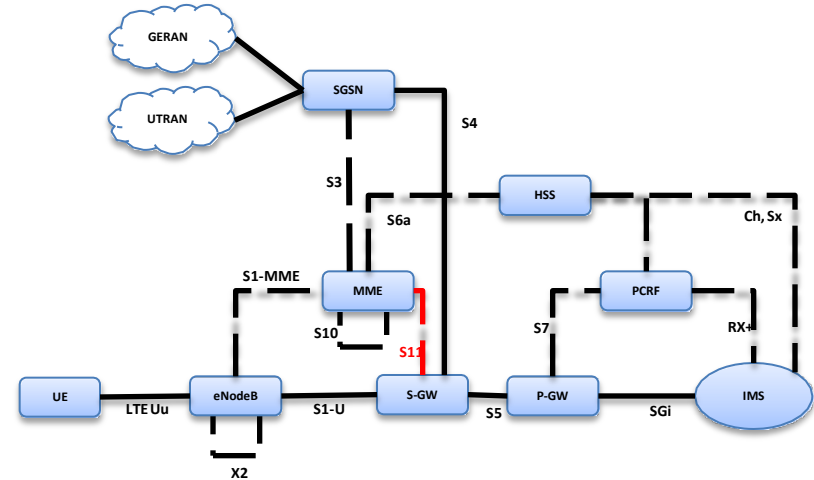 GERAN
SGSN
UTRAN
S4
S3
HSS
S6a
Ch, Sx
S1-MME
MME
PCRF
S10
S7
RX+
S11
UE
eNodeB
S-GW
P-GW
IMS
LTE Uu
S1-U
S5
SGi
X2